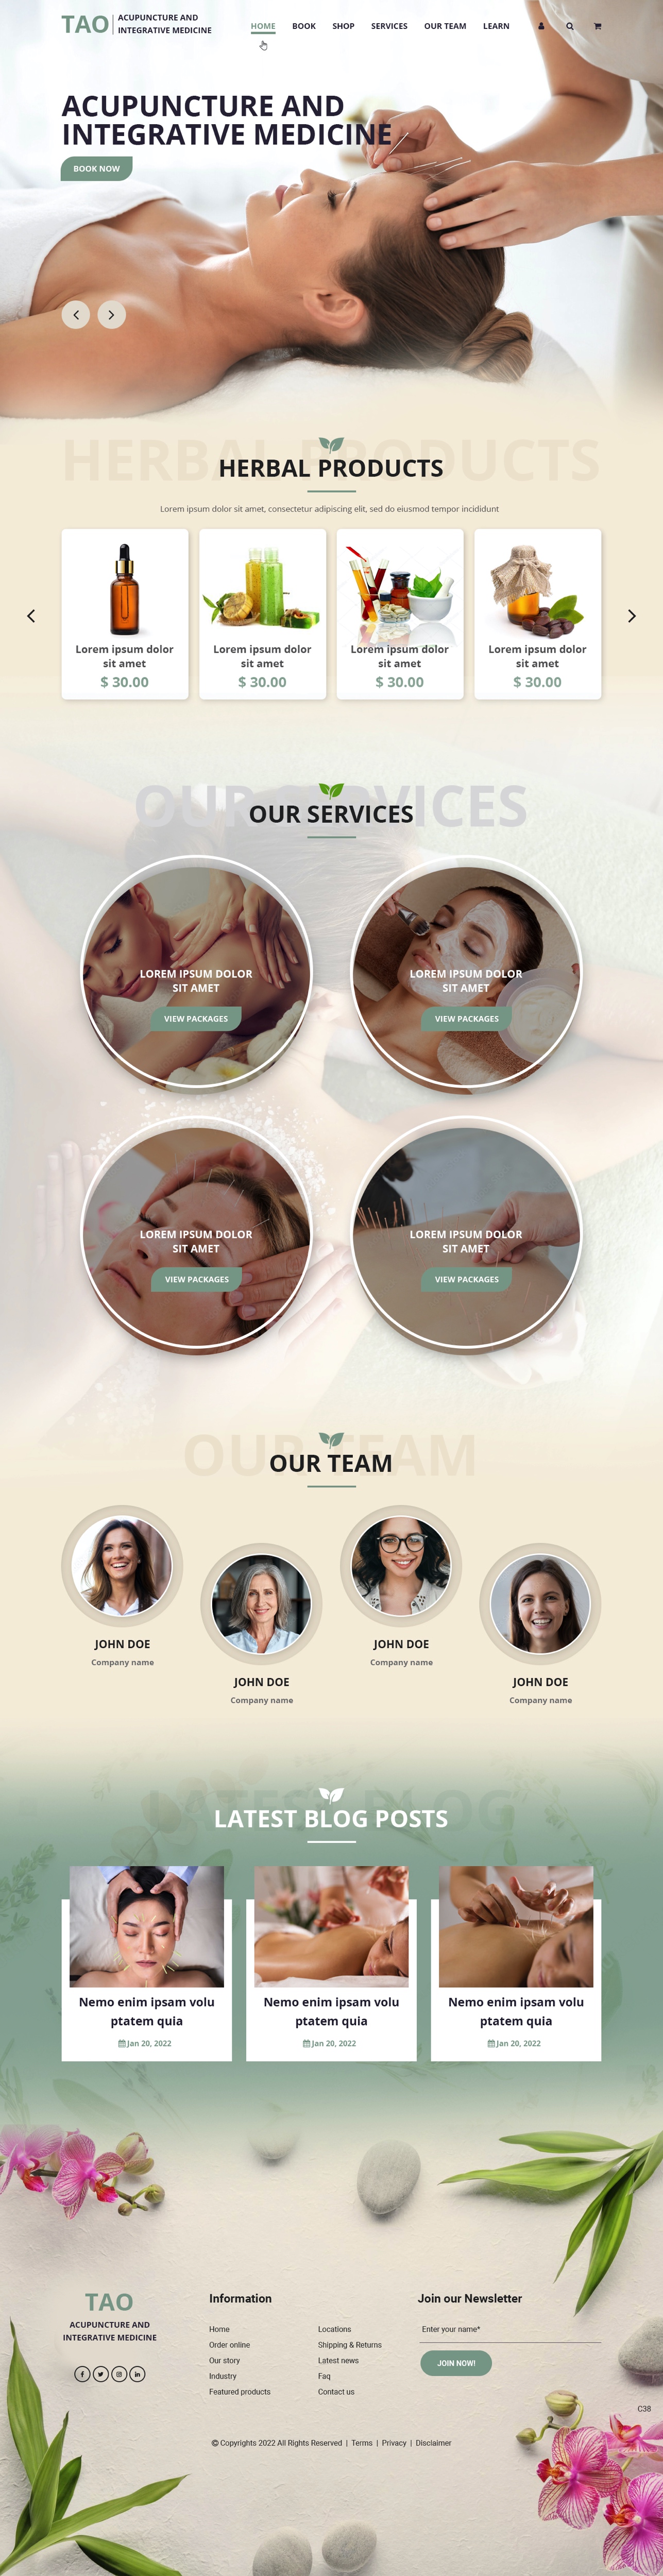 TAO
ACUPUNCTURE AND
INTEGRATIVE MEDICINE
HOME BOOK SHOP SERVICES OUR TEAM LEARN
ACUPUNCTURE AND
INTEGRATIVE MEDICINE
BOOK NOW
HERBAL PRODUCTS
HERBAL PRODUCTS
Lorem ipsum dolor sit amet, consectetur adipiscing elit, sed do eiusmod tempor incididunt
Lorem ipsum dolor
sit amet
$ 30.00
Lorem ipsum dolor
sit amet
$ 30.00
Lorem ipsum dolor
sit amet
$ 30.00
Lorem ipsum dolor
sit amet
$ 30.00
OUR SERVICES
OUR SERVICES
LOREM IPSUM DOLOR
SIT AMET
VIEW PACKAGES
LOREM IPSUM DOLOR
SIT AMET
VIEW PACKAGES
LOREM IPSUM DOLOR
SIT AMET
VIEW PACKAGES
LOREM IPSUM DOLOR
SIT AMET
VIEW PACKAGES
OUR TEAM
OUR TEAM
JOHN DOE
Company name
JOHN DOE
Company name
JOHN DOE
Company name
JOHN DOE
Company name
LATEST BLOG
LATEST BLOG POSTS
Nemo enim ipsam volu
ptatem quia
Jan 20, 2022
Nemo enim ipsam volu
ptatem quia
Jan 20, 2022
Nemo enim ipsam volu
ptatem quia
Jan 20, 2022
TAO
ACUPUNCTURE AND
INTEGRATIVE MEDICINE
Information
Home
Order online
Our story
Industry
Featured products
Locations
Shipping & Returns
Latest news
Faq
Contact us
Join our Newsletter
Enter your name*
JOIN NOW!
C38
© Copyrights 2022 All Rights Reserved | Terms | Privacy | Disclaimer